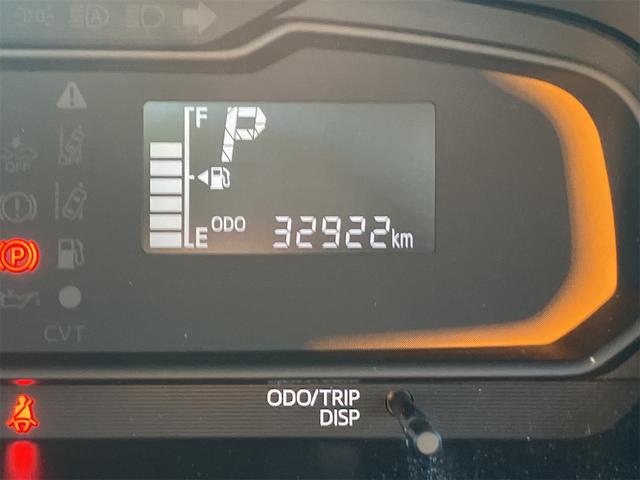 F
P
OFF
OFF
E
ODO
32922km
P
CVT
ODO/TRIP
DISP